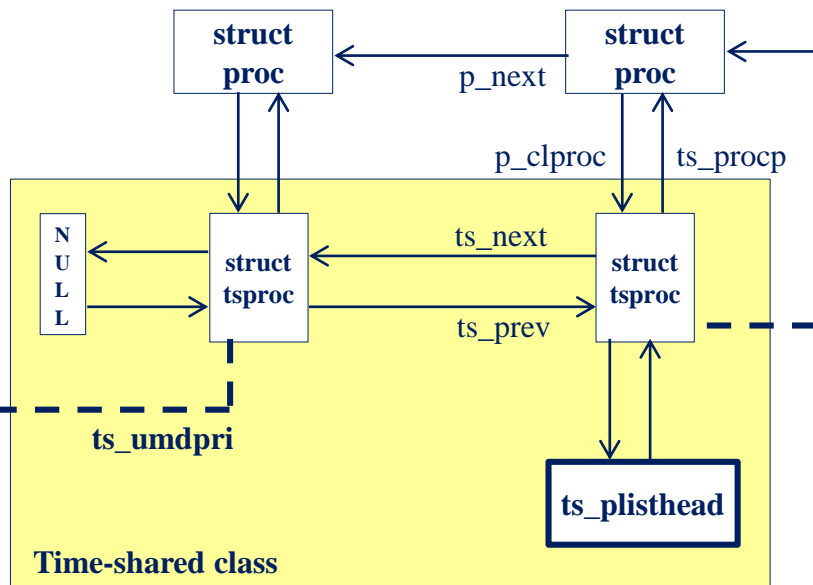 struct
proc
struct
proc
p_next
p_clproc
ts_procp
N
U
L
L
struct
tsproc
ts_next
struct
tsproc
ts_prev
ts_umdpri
ts_plisthead
Time-shared class